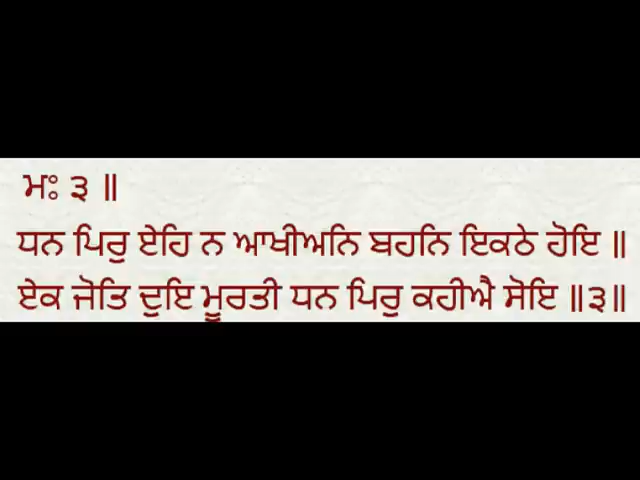 ਮਃ ੩ ॥
ਧਨ ਪਿਰੁ ਏਹਿ ਨ ਆਖੀਅਨਿ ਬਹਨਿ ਇਕਠੇ ਹੋਇ ॥
ਏਕ ਜੋਤਿ ਦੁਇ ਮੂਰਤੀ ਧਨ ਪਿਰੁ ਕਹੀਐ ਸੋਇ ॥੩॥